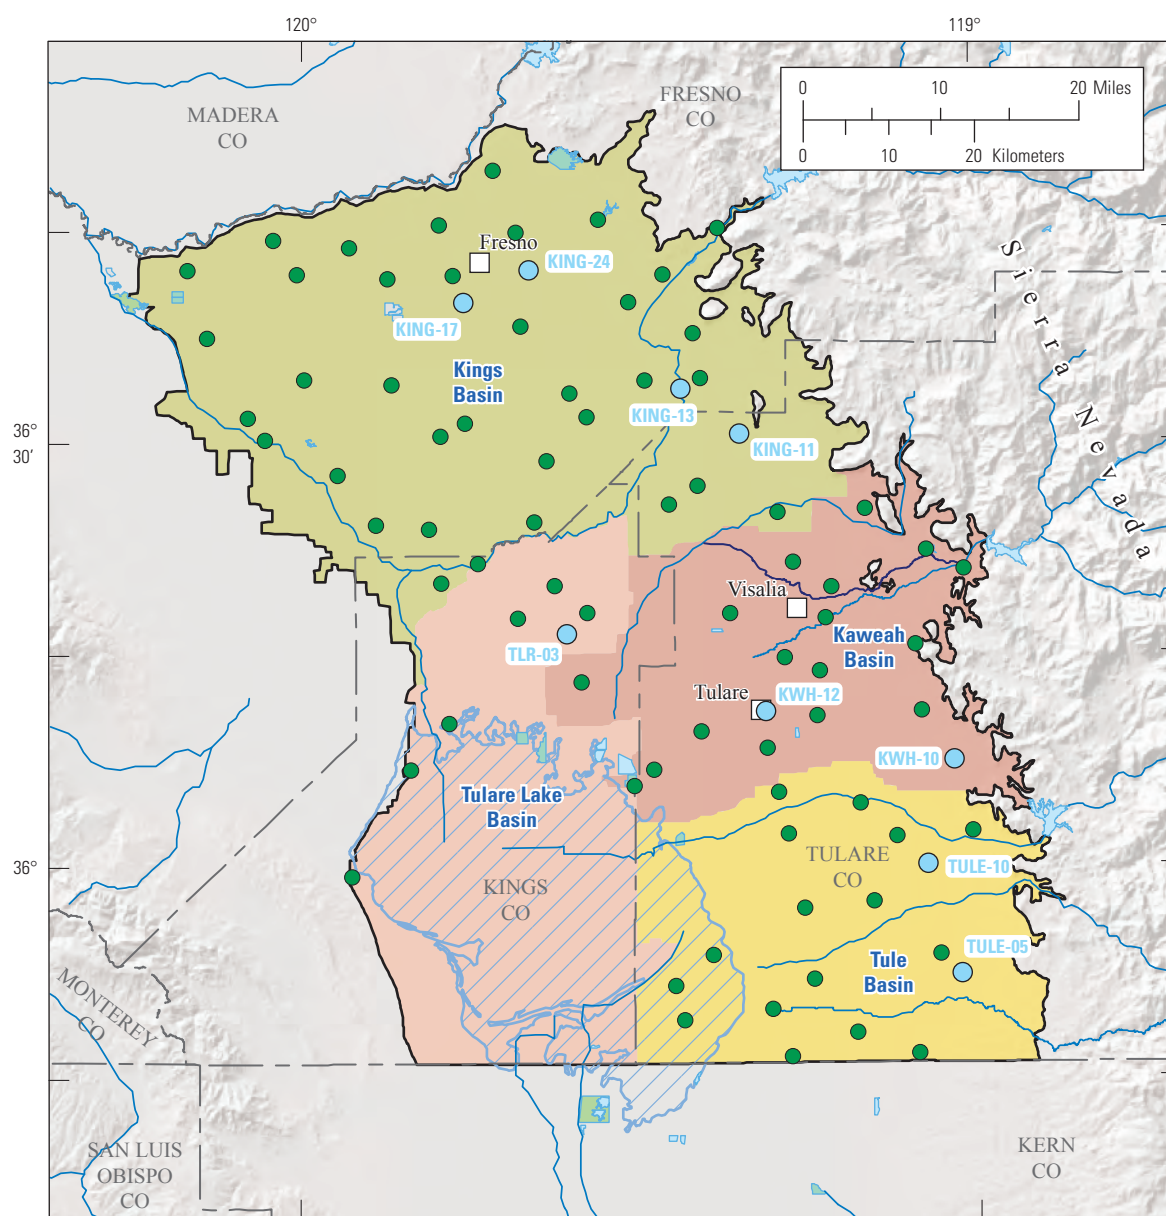 120°
119°
0 10 20 Miles
0 10 20 Kilometers
MADERA
CO
FRESNO
CO
Sierra Nevada
Fresno
KING-24
KING-17
Kings
Basin
KING-13
KING-11
36°
30'
Visalia
Kaweah
Basin
TLR-03
Tulare
KWH-12
KWH-10
Tulare Lake
Basin
36°
TULARE
CO
TULE-10
KINGS
CO
TULE-05
Tule
Basin
MONTEREY
CO
SAN LUIS
OBISPO
CO
KERN
CO